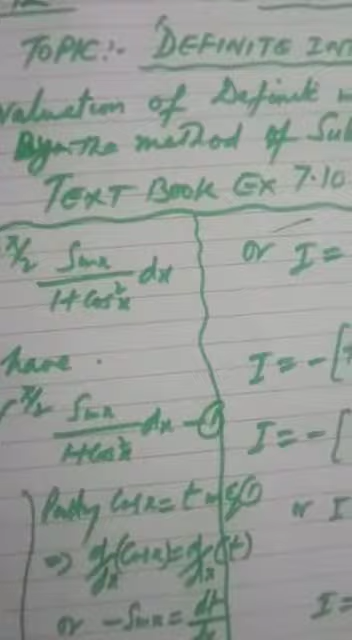 TOPIC:- DEFINITE INT
valuation of Definite
By the method of Sub
TEXT BOOK EX 7.10
π/2 Sinx/1+Cos²x dx
have.
π/2 Sinx/1+Cos²x dx -①
Putting Cosx = t in eq①
⇒ d/dx(Cosx) = d/dx(t)
or -Sinx = dt/dx
or I =
I = -[
I = -[
or I
I =